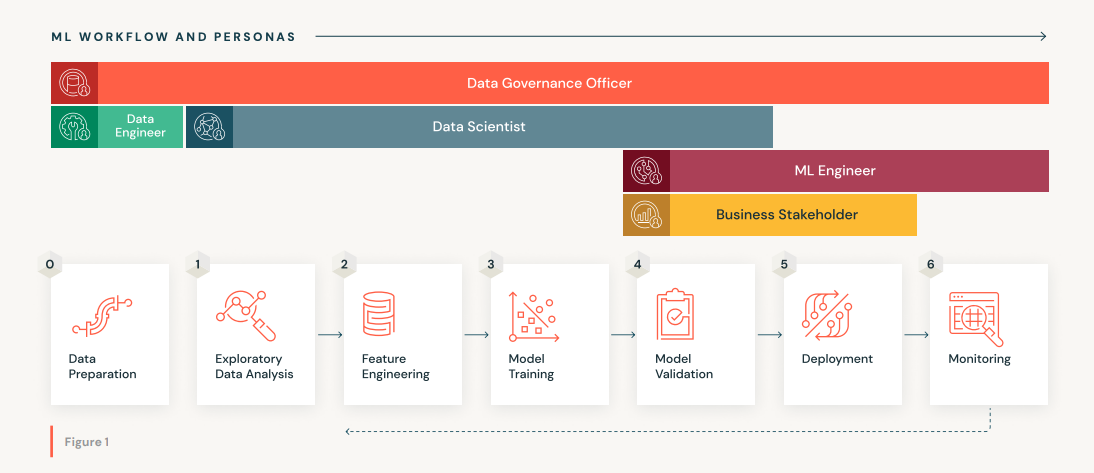 ML WORKFLOW AND PERSONAS
Data Governance Officer
Data
Engineer
Data Scientist
ML Engineer
Business Stakeholder
0
Data
Preparation
1
Exploratory
Data Analysis
2
Feature
Engineering
3
Model
Training
4
Model
Validation
5
Deployment
6
Monitoring
Figure 1